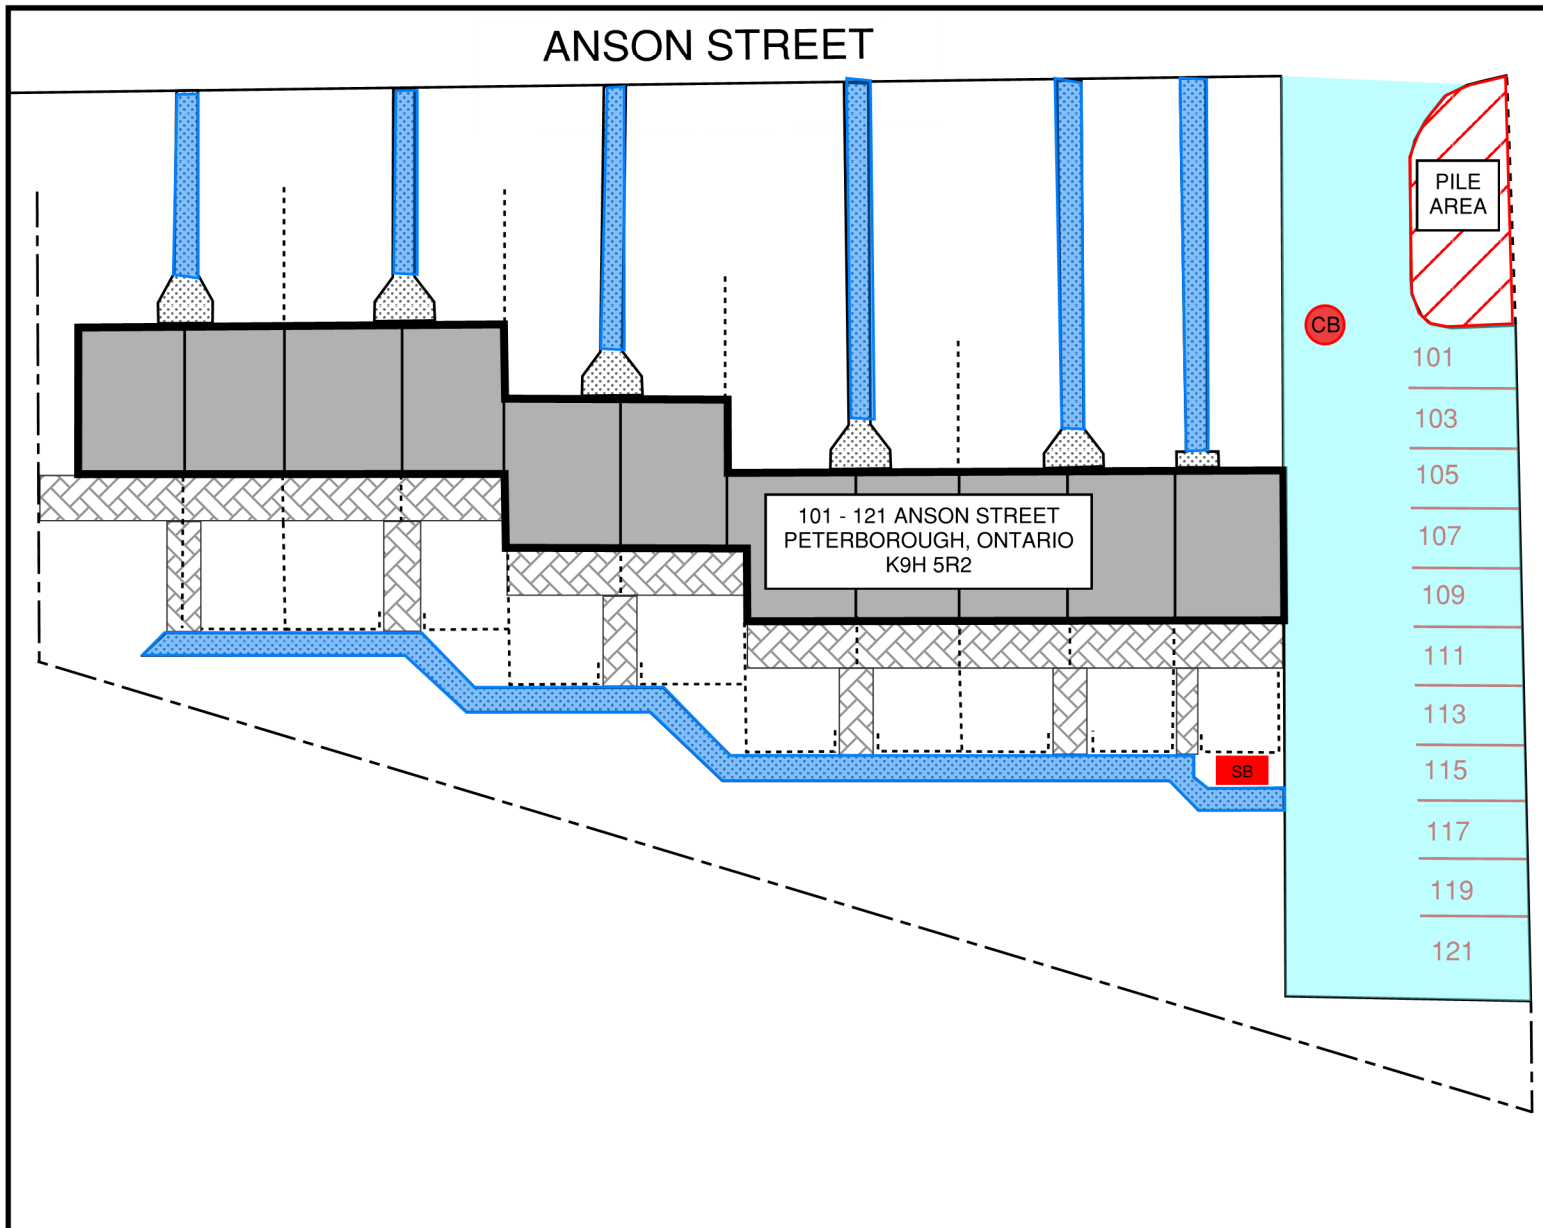 ANSON STREET
PILE
AREA
CB
101
103
105
107
109
111
113
115
117
119
121
101 - 121 ANSON STREET
PETERBOROUGH, ONTARIO
K9H 5R2
SB